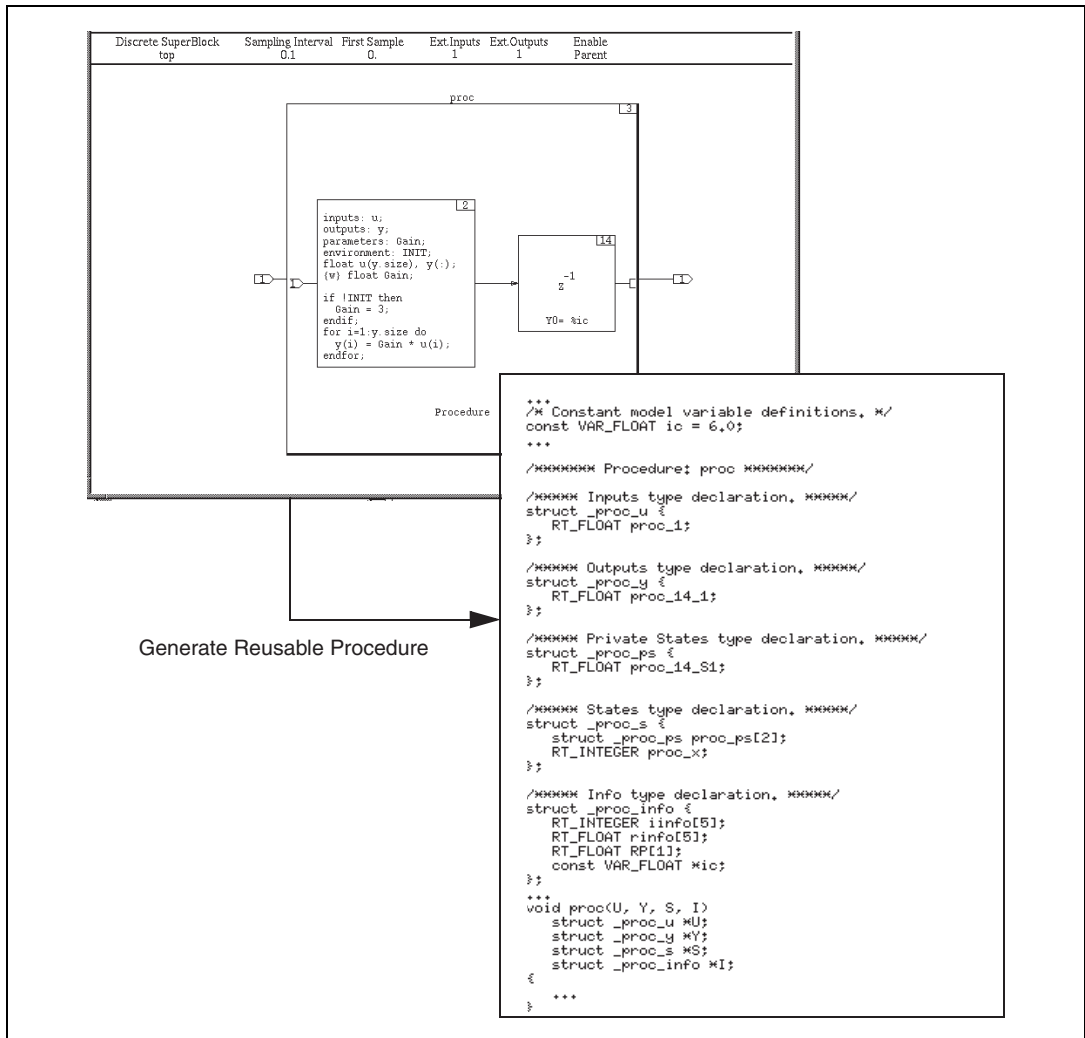 Discrete SuperBlock Sampling Interval First Sample Ext.Inputs Ext.Outputs Enable
top 0.1 0. 1 1 Parent
proc
3
2
inputs: u;
outputs: y;
parameters: Gain;
environment: INIT;
float u(y.size), y(:);
{w} float Gain;
if !INIT then
Gain = 3;
endif;
for i=1:y.size do
y(i) = Gain * u(i);
endfor;
14
-1
z
Y0= %ic
1
1
1
Procedure
Generate Reusable Procedure
...
/* Constant model variable definitions. */
const VAR_FLOAT ic = 6.0;
...
/******* Procedure: proc *******/
/***** Inputs type declaration. *****/
struct _proc_u {
RT_FLOAT proc_1;
};
/***** Outputs type declaration. *****/
struct _proc_y {
RT_FLOAT proc_14_1;
};
/***** Private States type declaration. *****/
struct _proc_ps {
RT_FLOAT proc_14_S1;
};
/***** States type declaration. *****/
struct _proc_s {
struct _proc_ps proc_ps[2];
RT_INTEGER proc_x;
};
/***** Info type declaration. *****/
struct _proc_info {
RT_INTEGER iinfo[5];
RT_FLOAT rinfo[5];
RT_FLOAT RP[1];
const VAR_FLOAT *ic;
};
...
void proc(U, Y, S, I)
struct _proc_u *U;
struct _proc_y *Y;
struct _proc_s *S;
struct _proc_info *I;
{
...
}